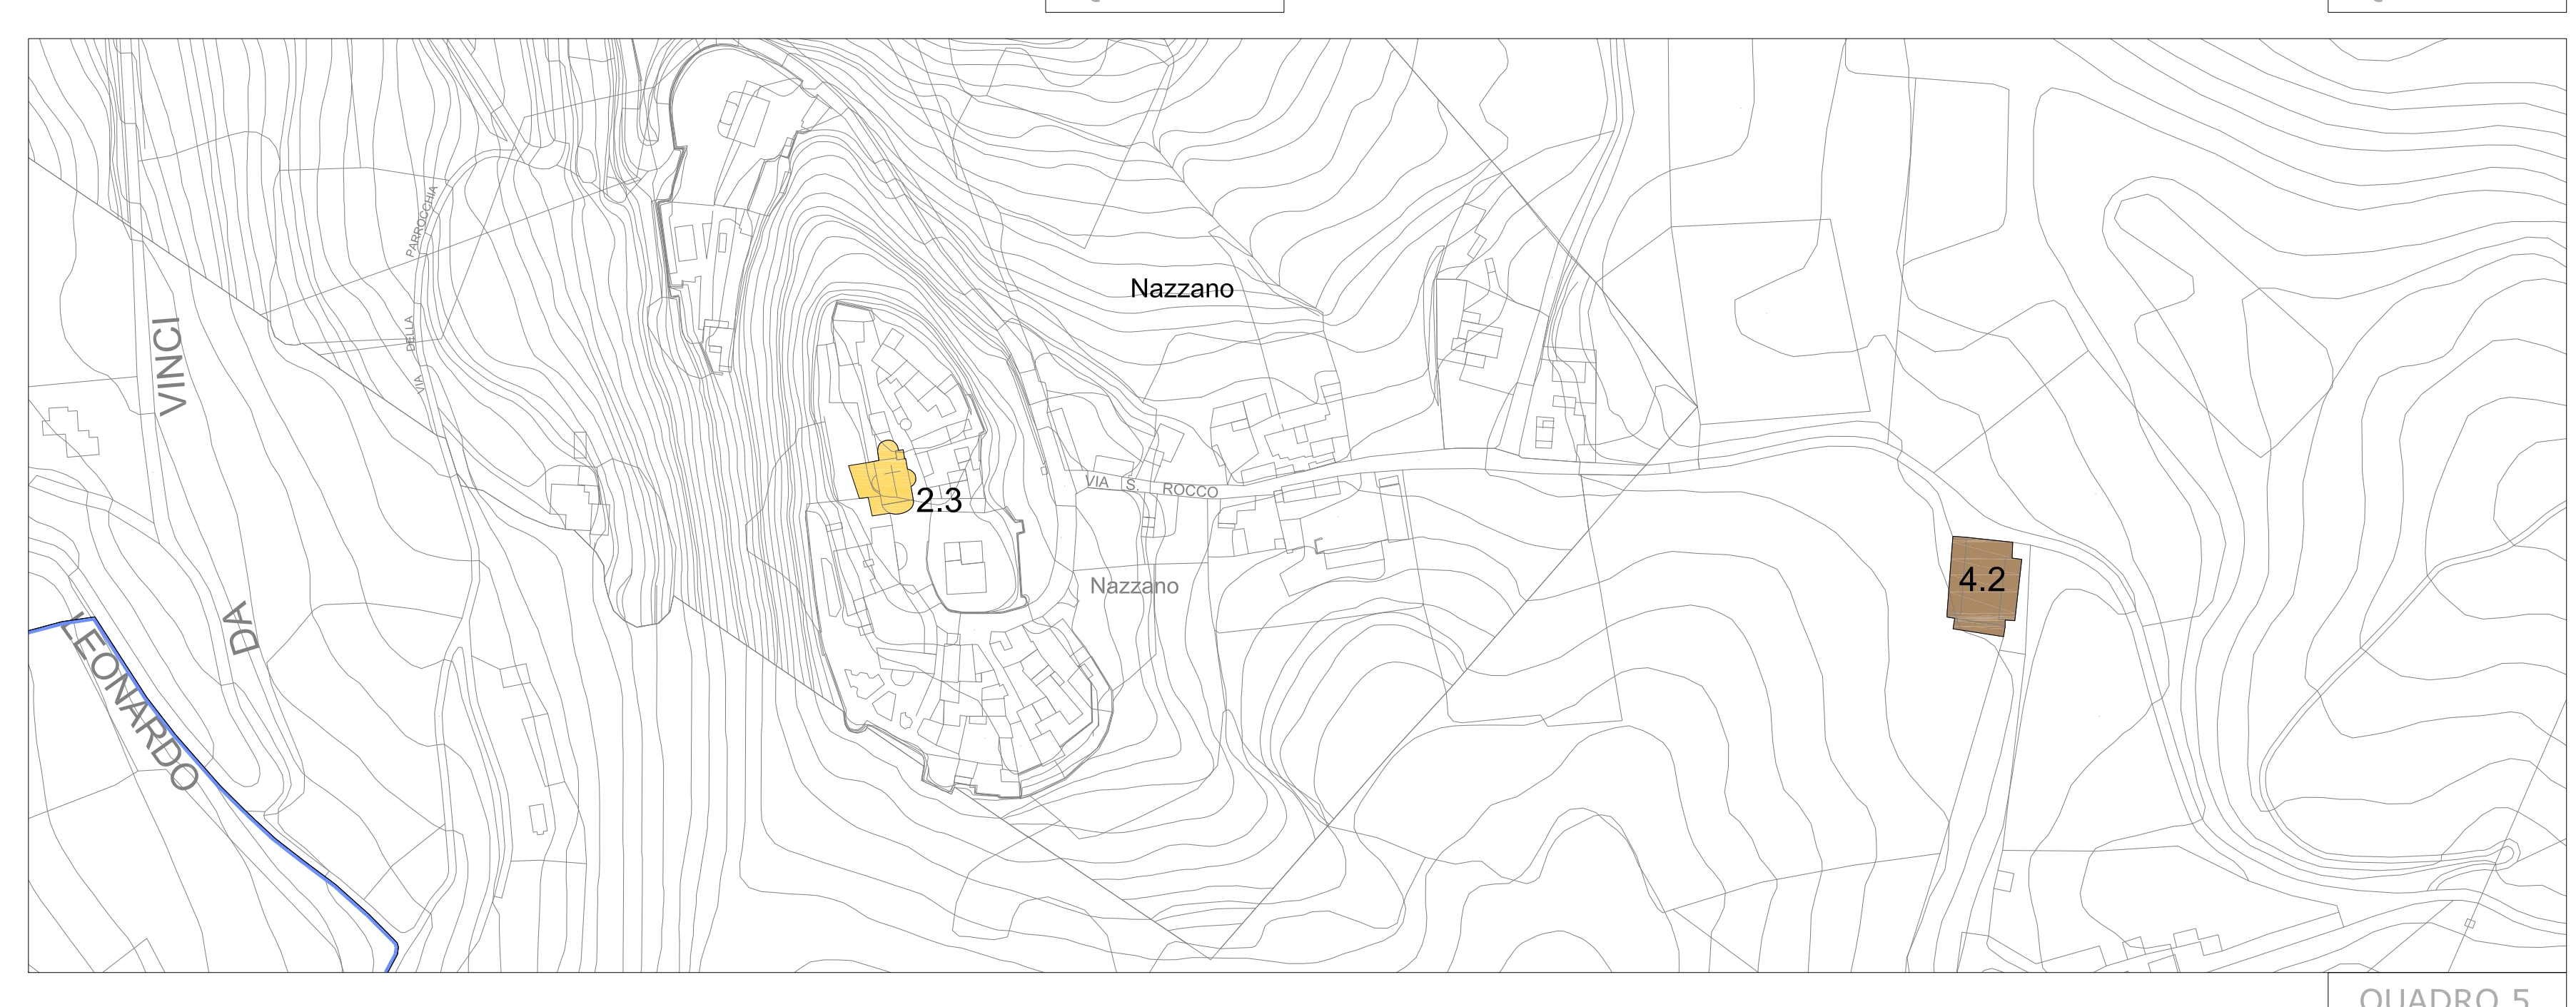 Nazzano
VIA DELLA PARROCCHIA
VINCI
DA
LEONARDO
2.3
VIA S. ROCCO
Nazzano
4.2
QUADRO 5